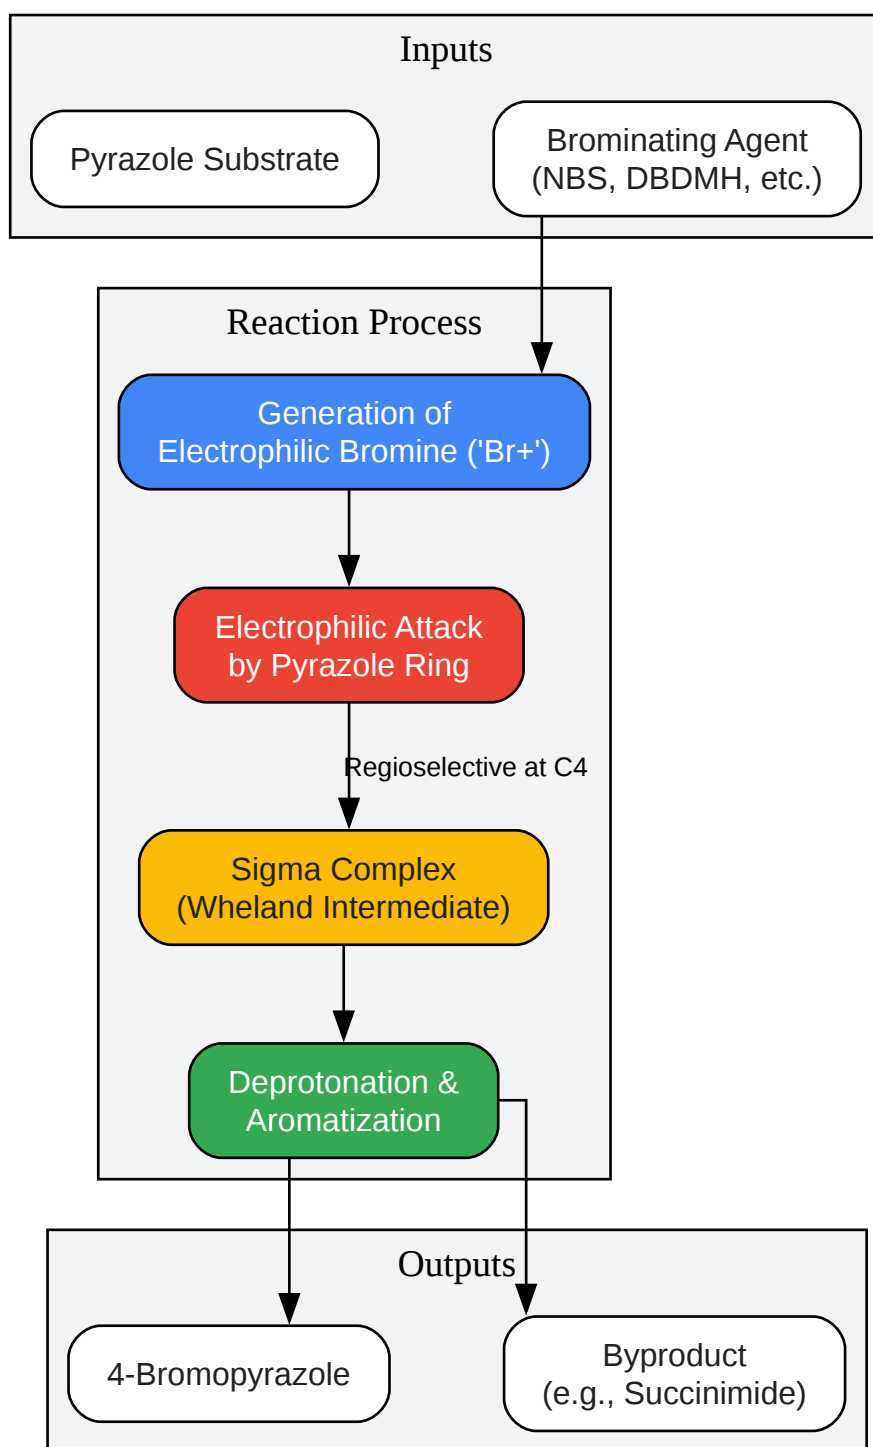 Inputs
Pyrazole Substrate
Brominating Agent
(NBS, DBDMH, etc.)
Reaction Process
Generation of
Electrophilic Bromine ('Br+')
Electrophilic Attack
by Pyrazole Ring
Regioselective at C4
Sigma Complex
(Wheland Intermediate)
Deprotonation &
Aromatization
Outputs
4-Bromopyrazole
Byproduct
(e.g., Succinimide)